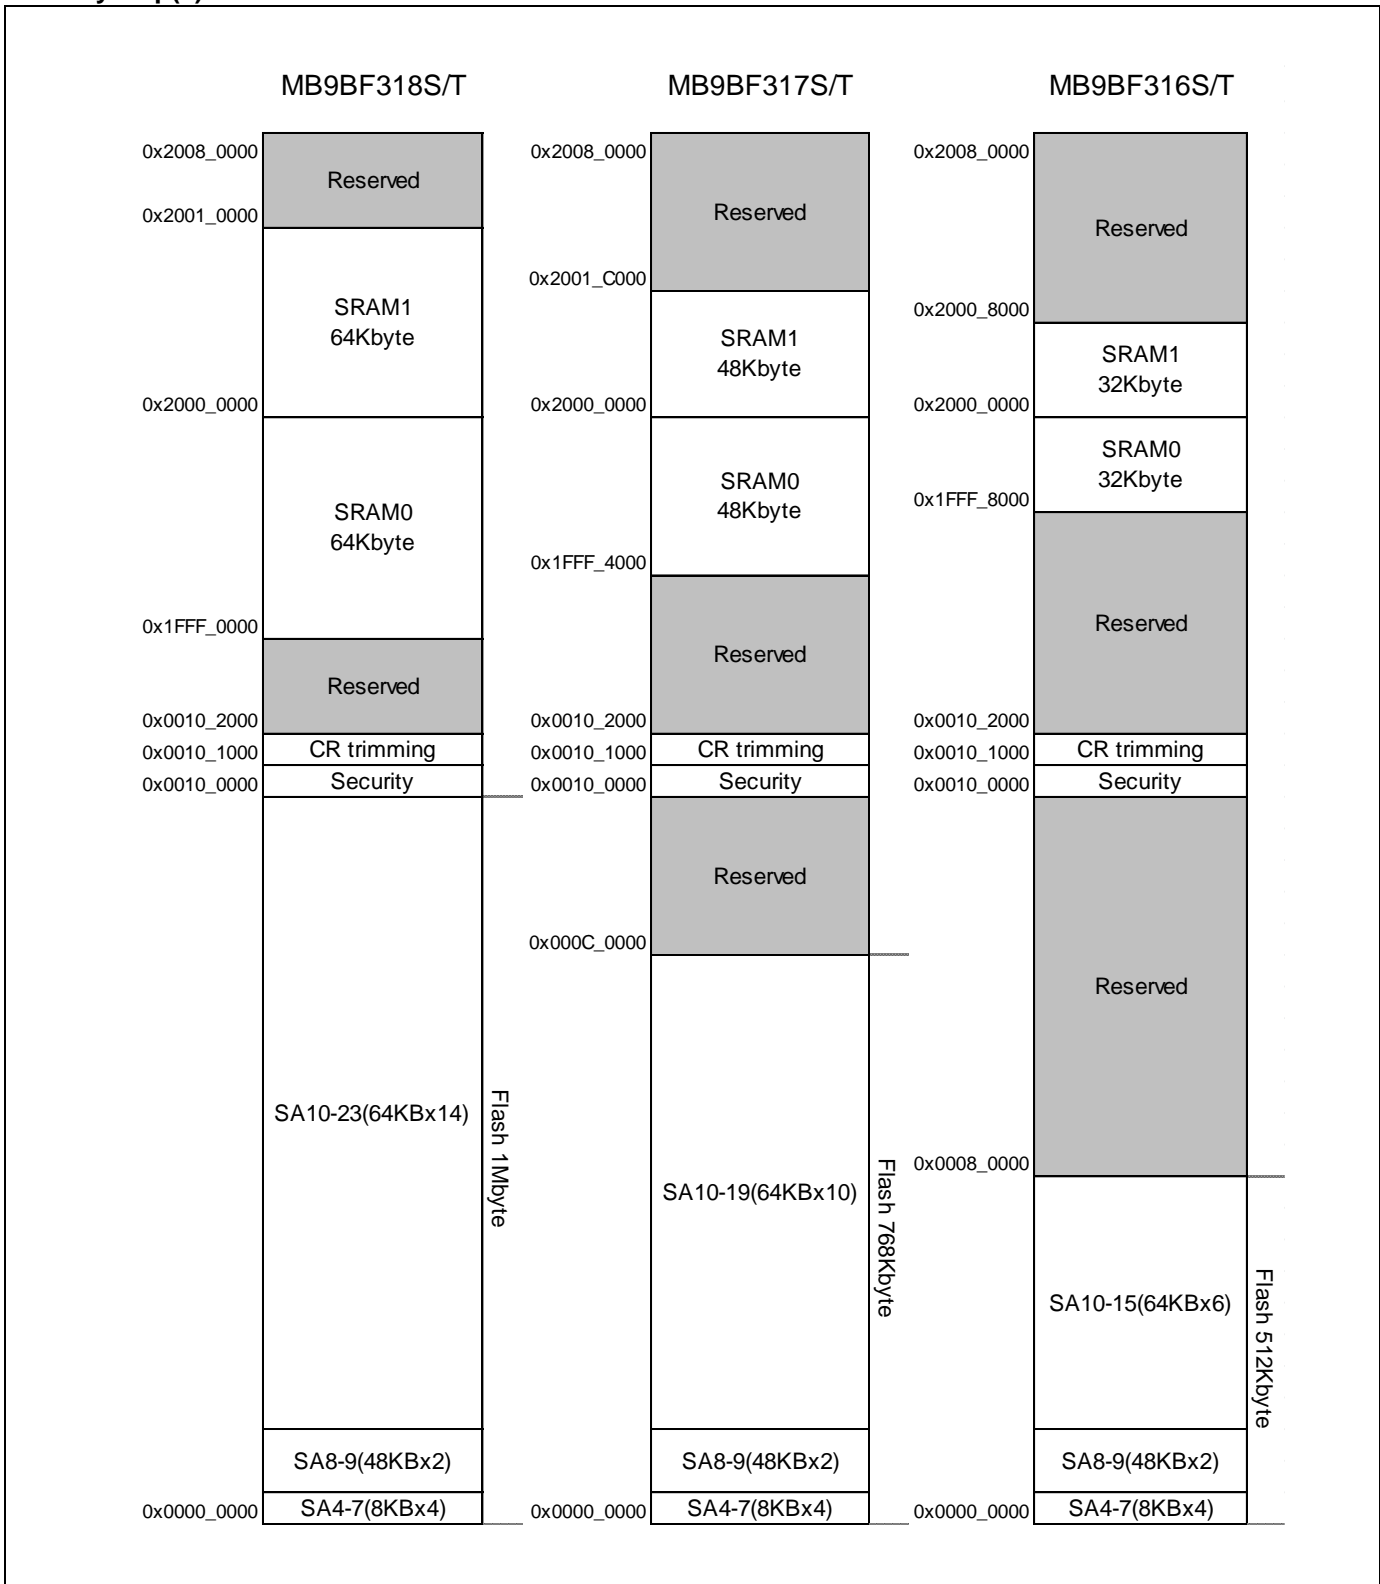 MB9BF318S/T
0x2008_0000
Reserved
0x2001_0000
SRAM1
64Kbyte
0x2000_0000
SRAM0
64Kbyte
0x1FFF_0000
Reserved
0x0010_2000
0x0010_1000
CR trimming
0x0010_0000
Security
SA10-23(64KBx14)
Flash 1Mbyte
SA8-9(48KBx2)
0x0000_0000
SA4-7(8KBx4)
MB9BF317S/T
0x2008_0000
Reserved
0x2001_C000
SRAM1
48Kbyte
0x2000_0000
SRAM0
48Kbyte
0x1FFF_4000
Reserved
0x0010_2000
0x0010_1000
CR trimming
0x0010_0000
Security
Reserved
0x000C_0000
SA10-19(64KBx10)
Flash 768Kbyte
SA8-9(48KBx2)
0x0000_0000
SA4-7(8KBx4)
MB9BF316S/T
0x2008_0000
Reserved
0x2000_8000
SRAM1
32Kbyte
0x2000_0000
SRAM0
32Kbyte
0x1FFF_8000
Reserved
0x0010_2000
0x0010_1000
CR trimming
0x0010_0000
Security
Reserved
0x0008_0000
SA10-15(64KBx6)
Flash 512Kbyte
SA8-9(48KBx2)
0x0000_0000
SA4-7(8KBx4)